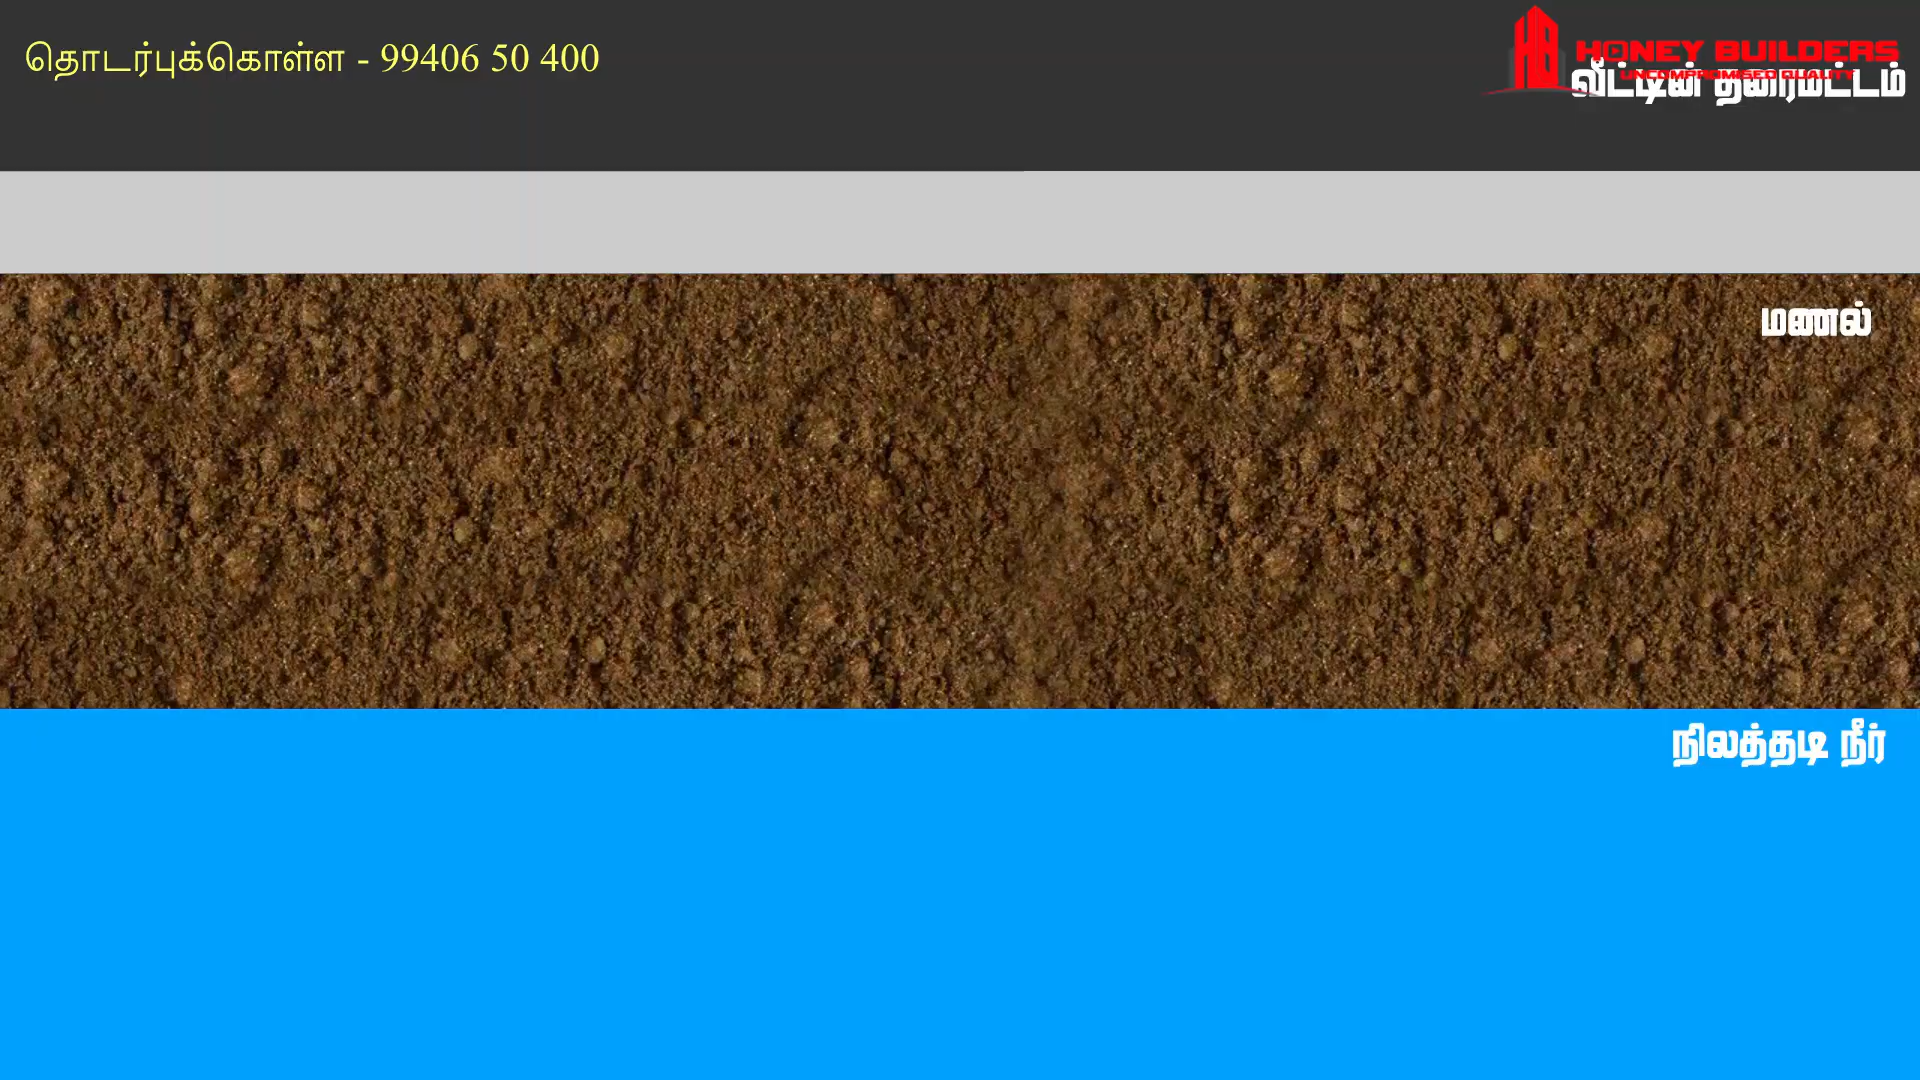 தொடர்புக்கொள்ள - 99406 50 400
HONEY BUILDERS
UNCOMPROMISED QUALITY
வீட்டின் தரைமட்டம்
மணல்
நிலத்தடி நீர்